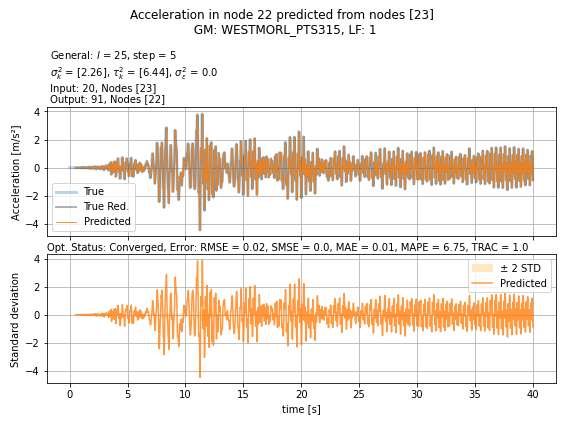 Acceleration in node 22 predicted from nodes [23]
GM: WESTMORL_PTS315, LF: 1
General: l = 25, step = 5
σ²ₖ = [2.26], τ²ₖ = [6.44], σ²ε = 0.0
Input: 20, Nodes [23]
Output: 91, Nodes [22]
Acceleration [m/s²]
4
2
0
−2
−4
True
True Red.
Predicted
Opt. Status: Converged, Error: RMSE = 0.02, SMSE = 0.0, MAE = 0.01, MAPE = 6.75, TRAC = 1.0
Standard deviation
4
2
0
−2
−4
± 2 STD
Predicted
0 5 10 15 20 25 30 35 40
time [s]